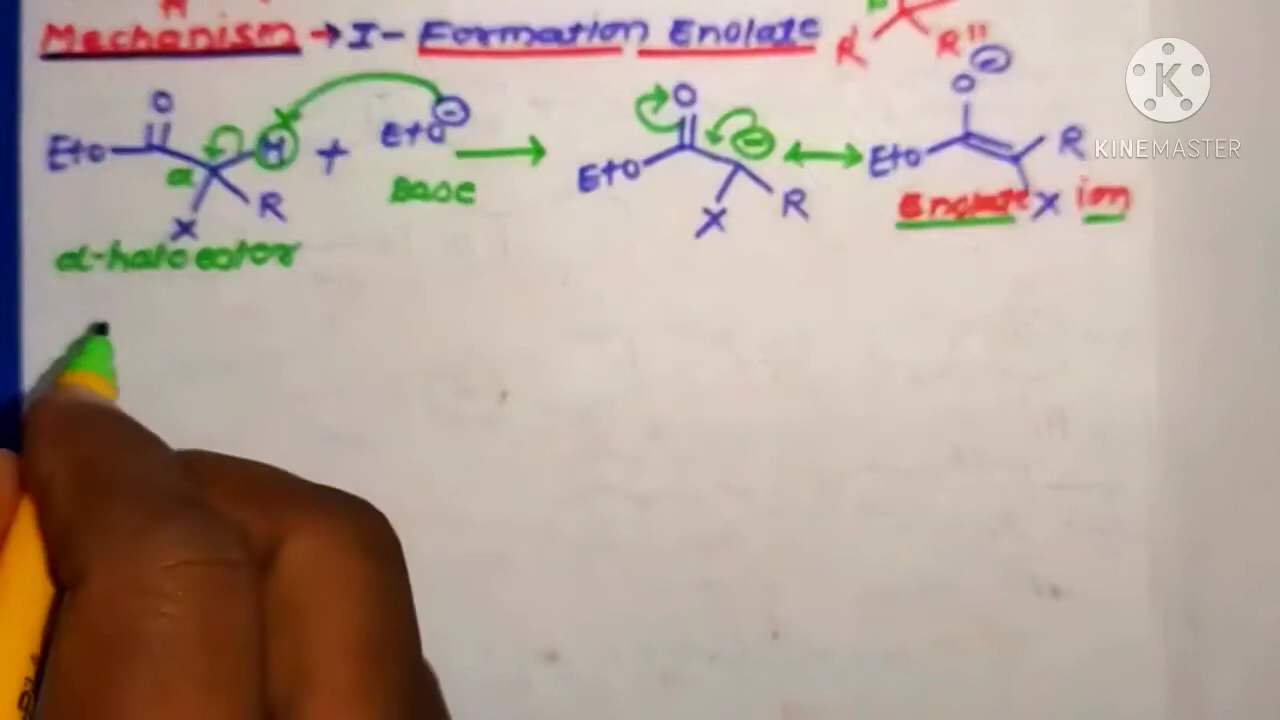 Mechanism → I- Formation Enolate
R R"
K
KINEMASTER
O O O ⊖
EtO H + EtO ⊖ → EtO ⊖ ↔ EtO R
α X R Base X R Enolate X ion
α-halo ester